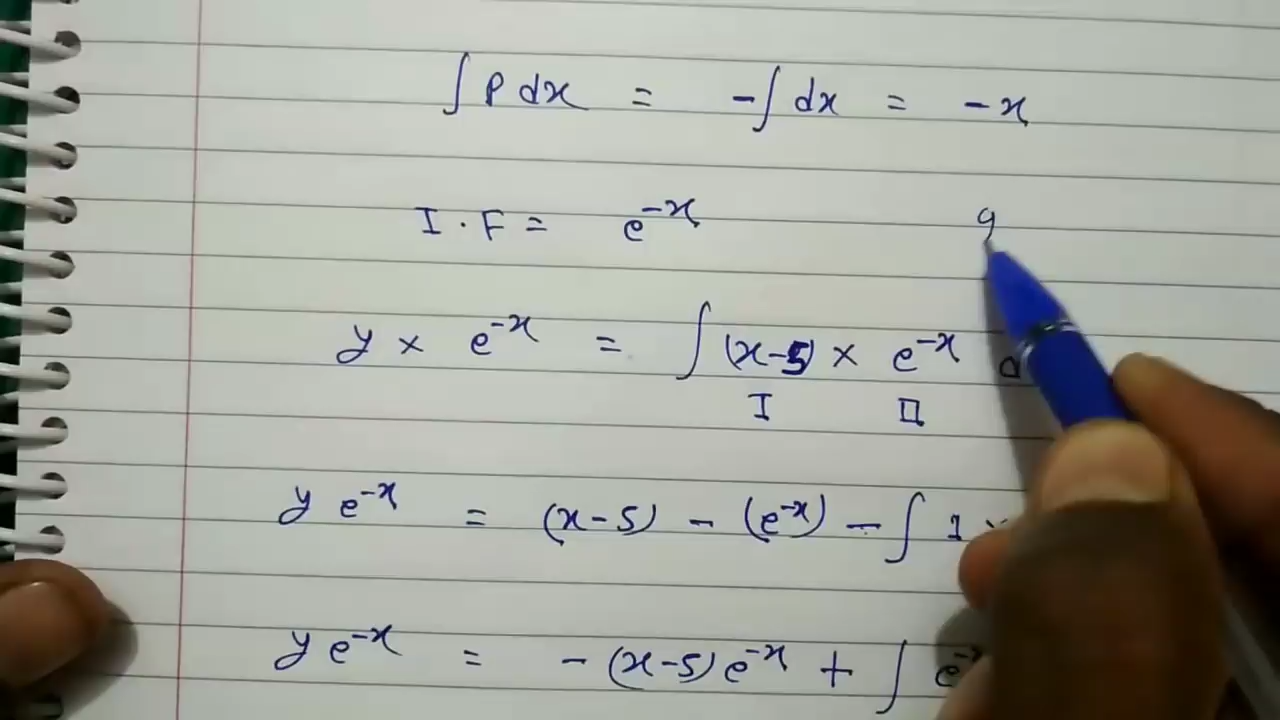 ∫ P dx = -∫ dx = -x
I.F = e^{-x}
y × e^{-x} = ∫ (x-5) × e^{-x}
I II
y e^{-x} = (x-5) - (e^{-x}) - ∫ 1
y e^{-x} = -(x-5) e^{-x} + ∫